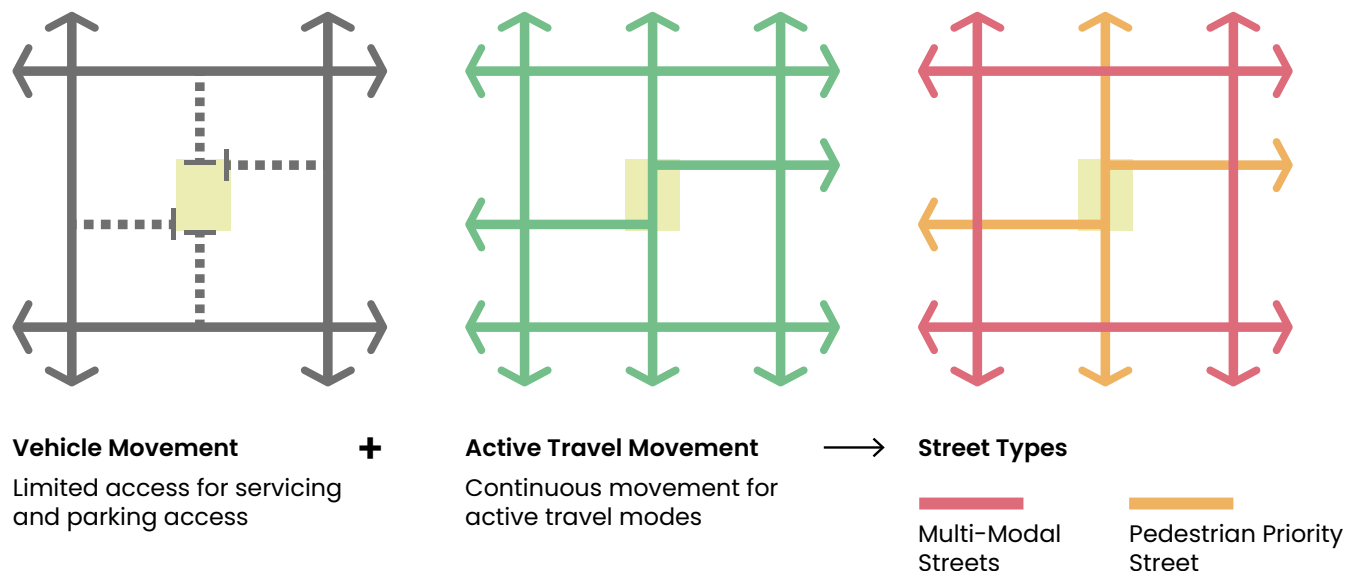 Vehicle Movement
+
Limited access for servicing
and parking access
Active Travel Movement
Continuous movement for
active travel modes
Street Types
Multi-Modal
Streets
Pedestrian Priority
Street